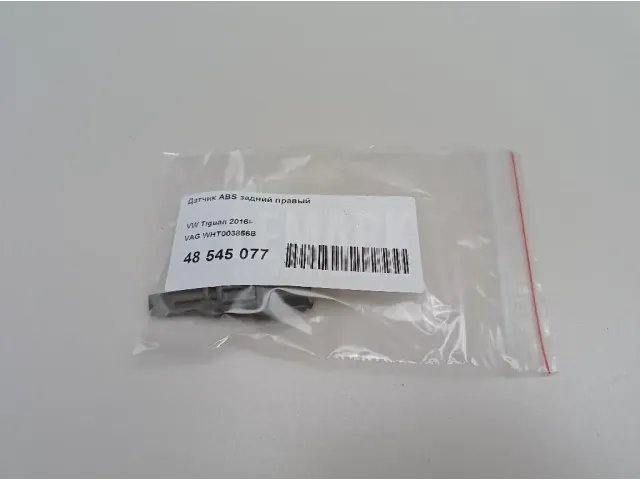 Датчик ABS задний правый
VW Tiguan 2016>
VAG WHT003856B
48 545 077